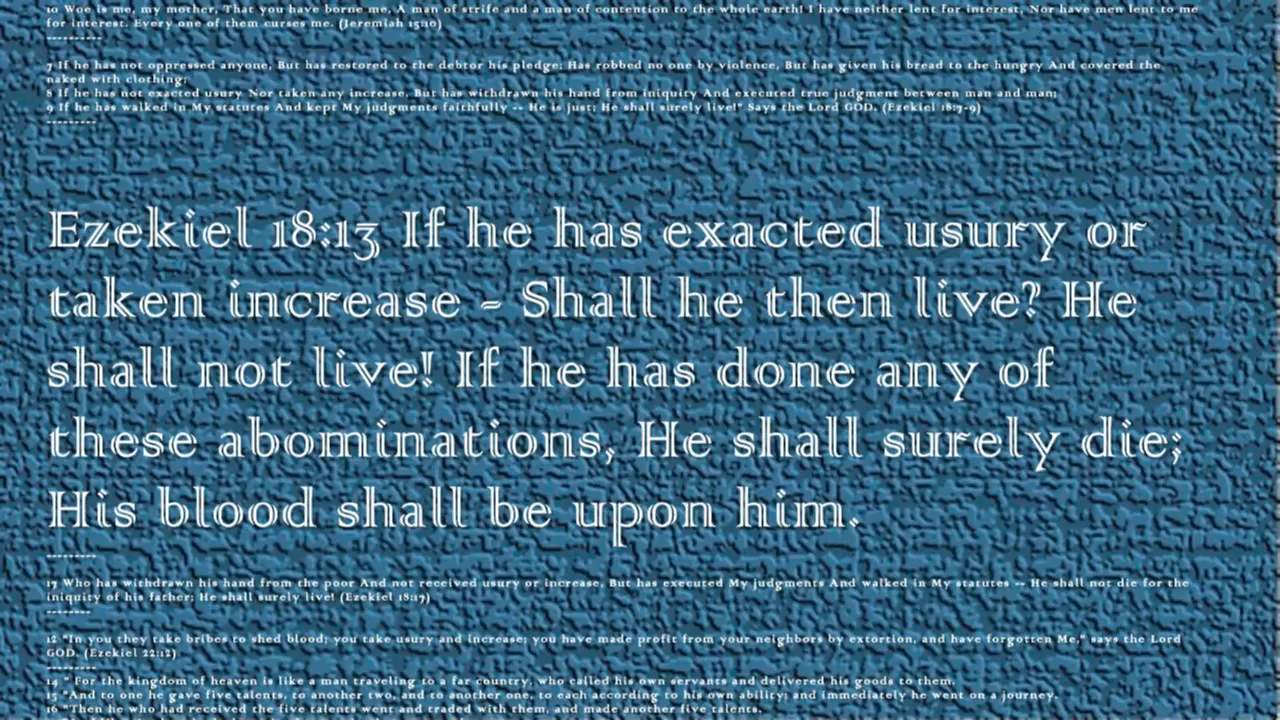 10 Woe is me, my mother, That you have borne me, A man of strife and a man of contention to the whole earth! I have neither lent for interest, Nor have men lent to me
for interest. Every one of them curses me. (Jeremiah 15:10)
----------
7 If he has not oppressed anyone, But has restored to the debtor his pledge; Has robbed no one by violence, But has given his bread to the hungry And covered the
naked with clothing;
8 If he has not exacted usury Nor taken any increase, But has withdrawn his hand from iniquity And executed true judgment between man and man;
9 If he has walked in My statutes And kept My judgments faithfully -- He is just; He shall surely live!" Says the Lord GOD. (Ezekiel 18:7-9)
---------
Ezekiel 18:13 If he has exacted usury or
taken increase - Shall he then live? He
shall not live! If he has done any of
these abominations, He shall surely die;
His blood shall be upon him.
---------
17 Who has withdrawn his hand from the poor And not received usury or increase, But has executed My judgments And walked in My statutes -- He shall not die for the
iniquity of his father; He shall surely live! (Ezekiel 18:17)
--------
12 "In you they take bribes to shed blood; you take usury and increase; you have made profit from your neighbors by extortion, and have forgotten Me," says the Lord
GOD. (Ezekiel 22:12)
---------
14 " For the kingdom of heaven is like a man traveling to a far country, who called his own servants and delivered his goods to them.
15 "And to one he gave five talents, to another two, and to another one, to each according to his own ability; and immediately he went on a journey.
16 "Then he who had received the five talents went and traded with them, and made another five talents.